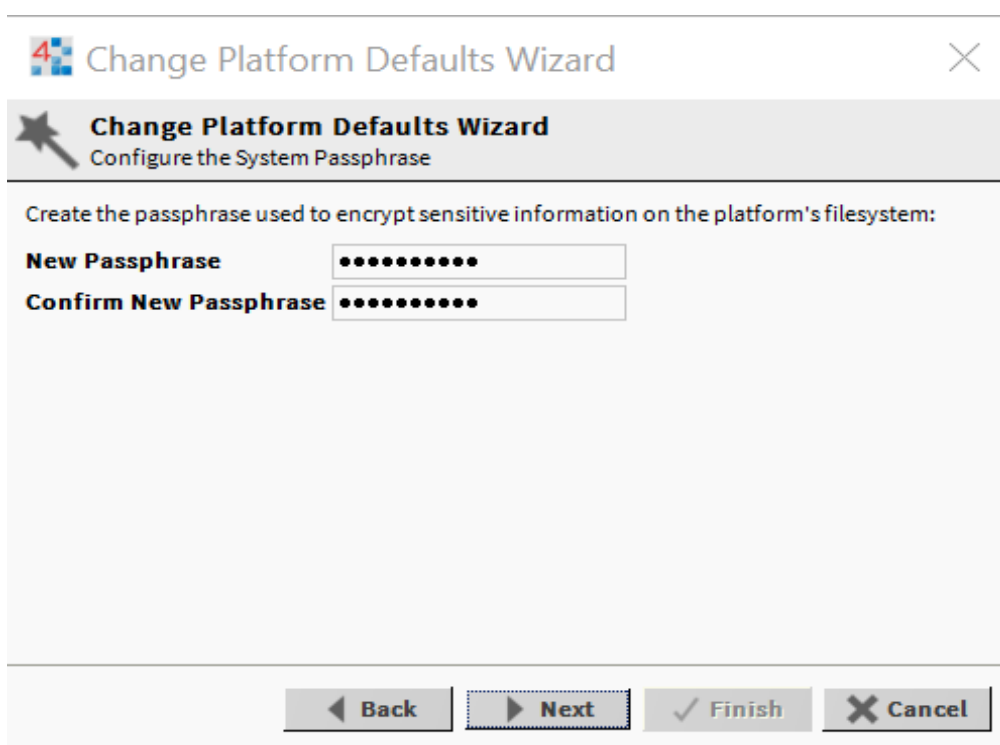 4 Change Platform Defaults Wizard
Change Platform Defaults Wizard
Configure the System Passphrase
Create the passphrase used to encrypt sensitive information on the platform's filesystem:
New Passphrase ••••••••••
Confirm New Passphrase ••••••••••
Back Next Finish Cancel